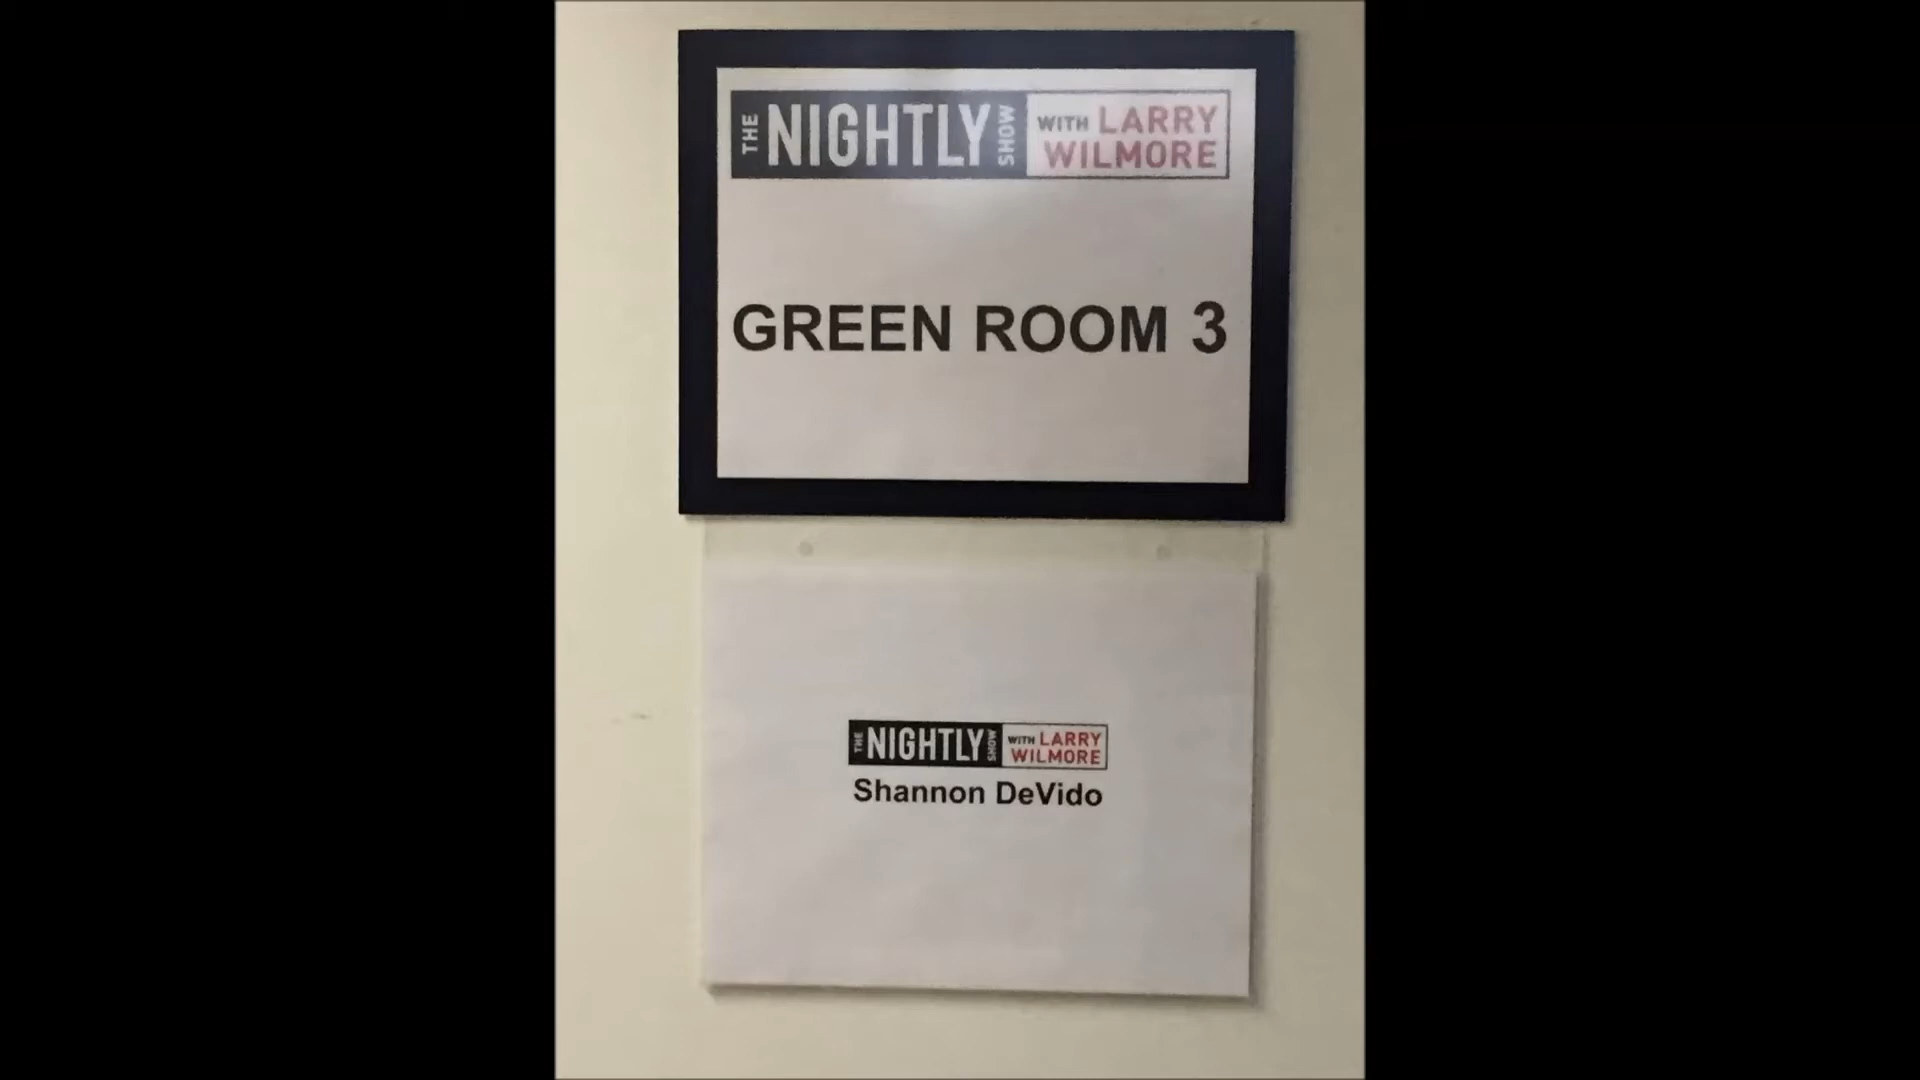 THE NIGHTLY SHOW WITH LARRY WILMORE
GREEN ROOM 3
THE NIGHTLY SHOW WITH LARRY WILMORE
Shannon DeVido